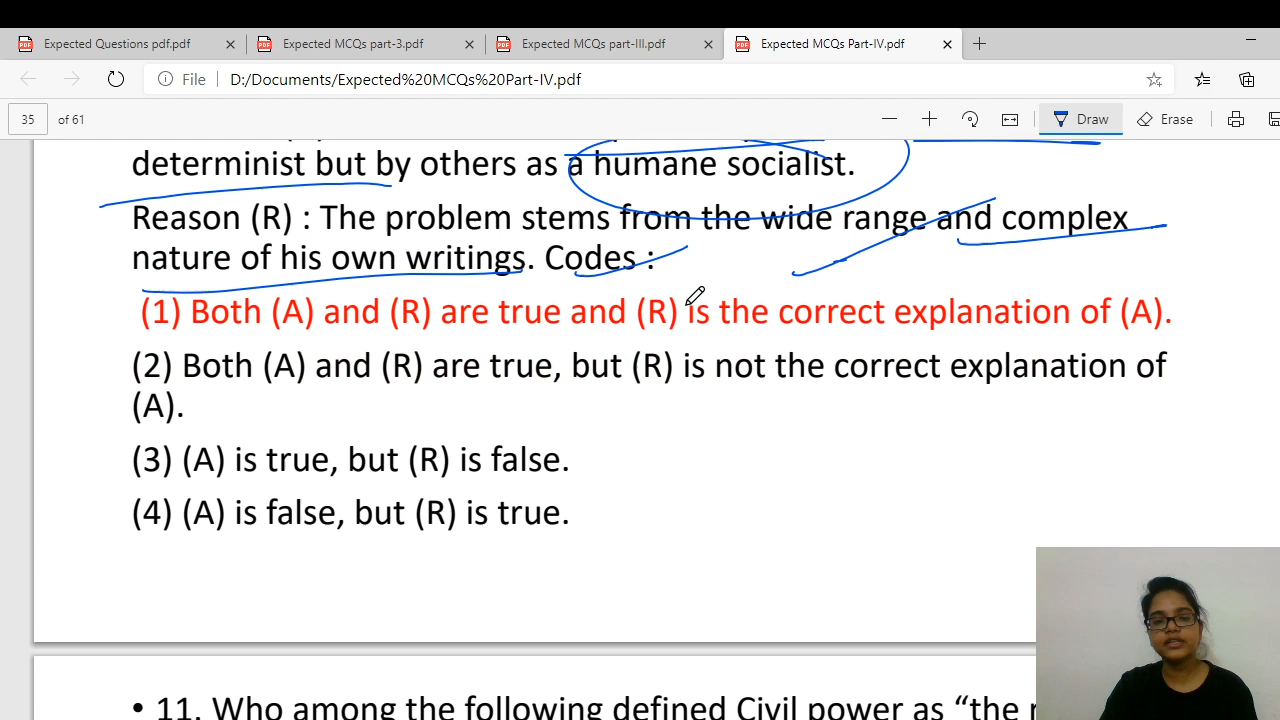 Expected Questions pdf.pdf
Expected MCQs part-3.pdf
Expected MCQs part-III.pdf
Expected MCQs Part-IV.pdf
File D:/Documents/Expected%20MCQs%20Part-IV.pdf
35 of 61 Draw Erase
determinist but by others as a humane socialist.
Reason (R) : The problem stems from the wide range and complex
nature of his own writings. Codes :
(1) Both (A) and (R) are true and (R) is the correct explanation of (A).
(2) Both (A) and (R) are true, but (R) is not the correct explanation of
(A).
(3) (A) is true, but (R) is false.
(4) (A) is false, but (R) is true.
• 11. Who among the following defined Civil power as “the